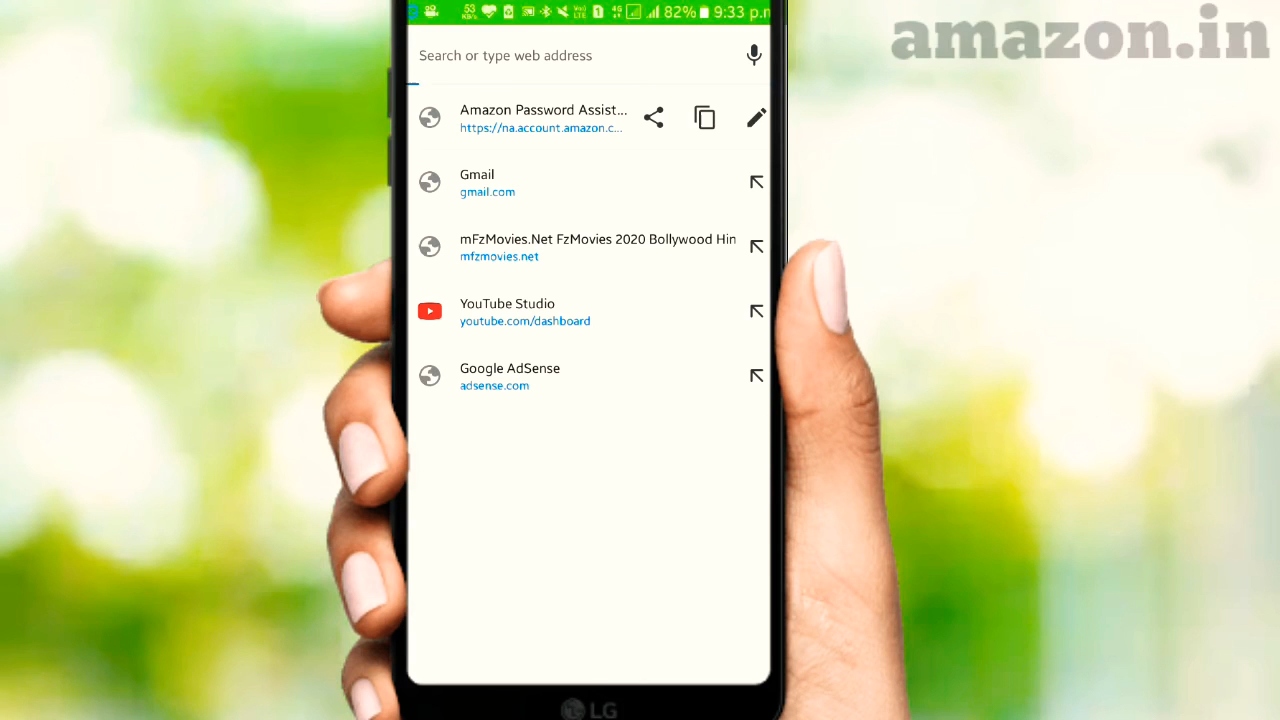 amazon.in
82% 9:33 p.m
Search or type web address
Amazon Password Assist...
https://na.account.amazon.c...
Gmail
gmail.com
mFzMovies.Net FzMovies 2020 Bollywood Hin
mfzmovies.net
YouTube Studio
youtube.com/dashboard
Google AdSense
adsense.com
LG